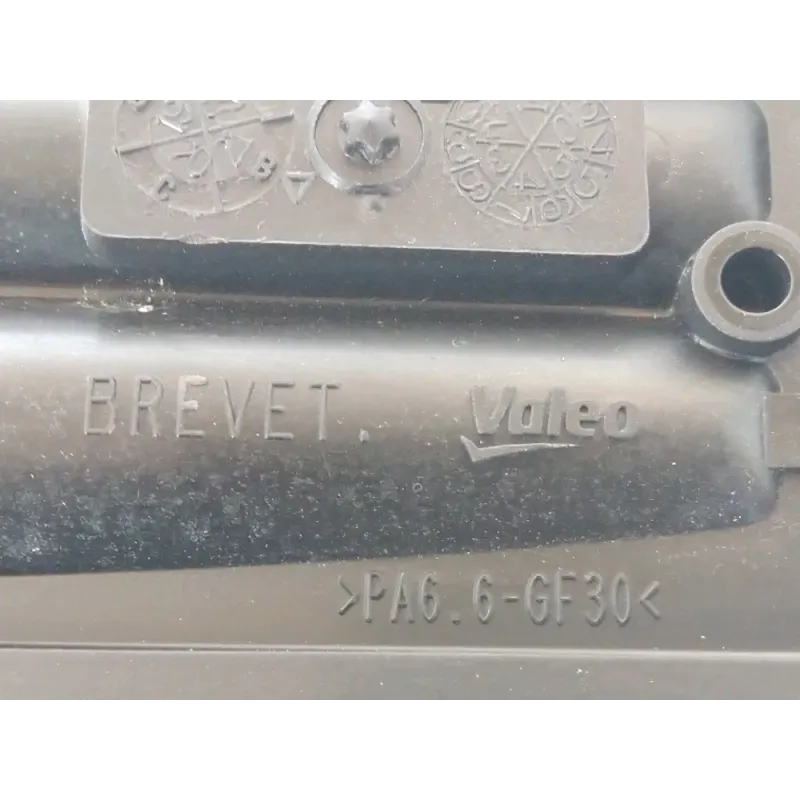 B
C
BREVET.
Valeo
>PA6.6-GF30<